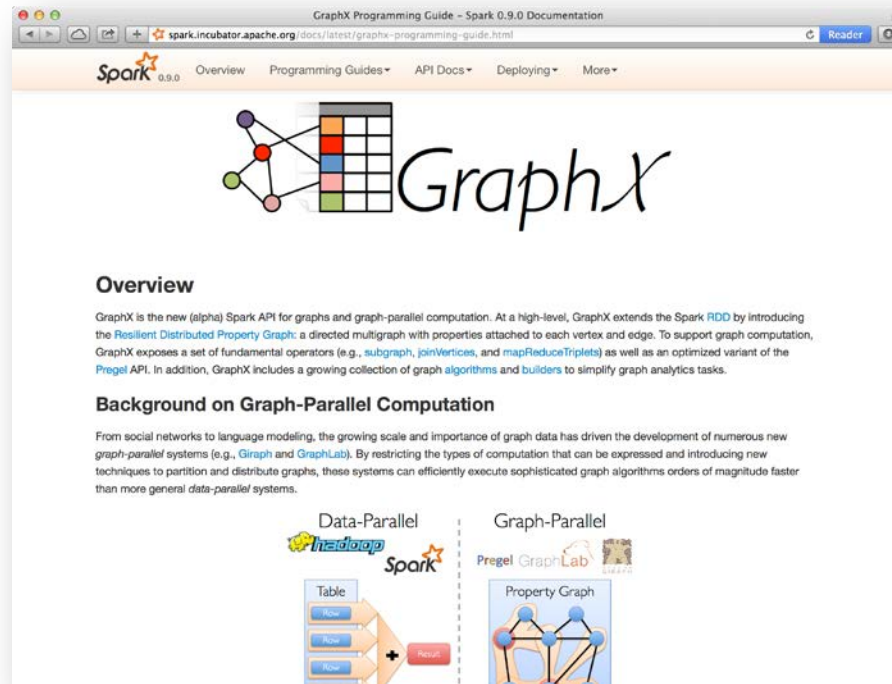 GraphX Programming Guide – Spark 0.9.0 Documentation
spark.incubator.apache.org/docs/latest/graphx-programming-guide.html
Reader
Spark 0.9.0 Overview Programming Guides API Docs Deploying More
GraphX
Overview
GraphX is the new (alpha) Spark API for graphs and graph-parallel computation. At a high-level, GraphX extends the Spark RDD by introducing
the Resilient Distributed Property Graph: a directed multigraph with properties attached to each vertex and edge. To support graph computation,
GraphX exposes a set of fundamental operators (e.g., subgraph, joinVertices, and mapReduceTriplets) as well as an optimized variant of the
Pregel API. In addition, GraphX includes a growing collection of graph algorithms and builders to simplify graph analytics tasks.
Background on Graph-Parallel Computation
From social networks to language modeling, the growing scale and importance of graph data has driven the development of numerous new
graph-parallel systems (e.g., Giraph and GraphLab). By restricting the types of computation that can be expressed and introducing new
techniques to partition and distribute graphs, these systems can efficiently execute sophisticated graph algorithms orders of magnitude faster
than more general data-parallel systems.
Data-Parallel
hadoop
Spark
Table
Row
Row
Row
Result
Graph-Parallel
Pregel GraphLab
Property Graph